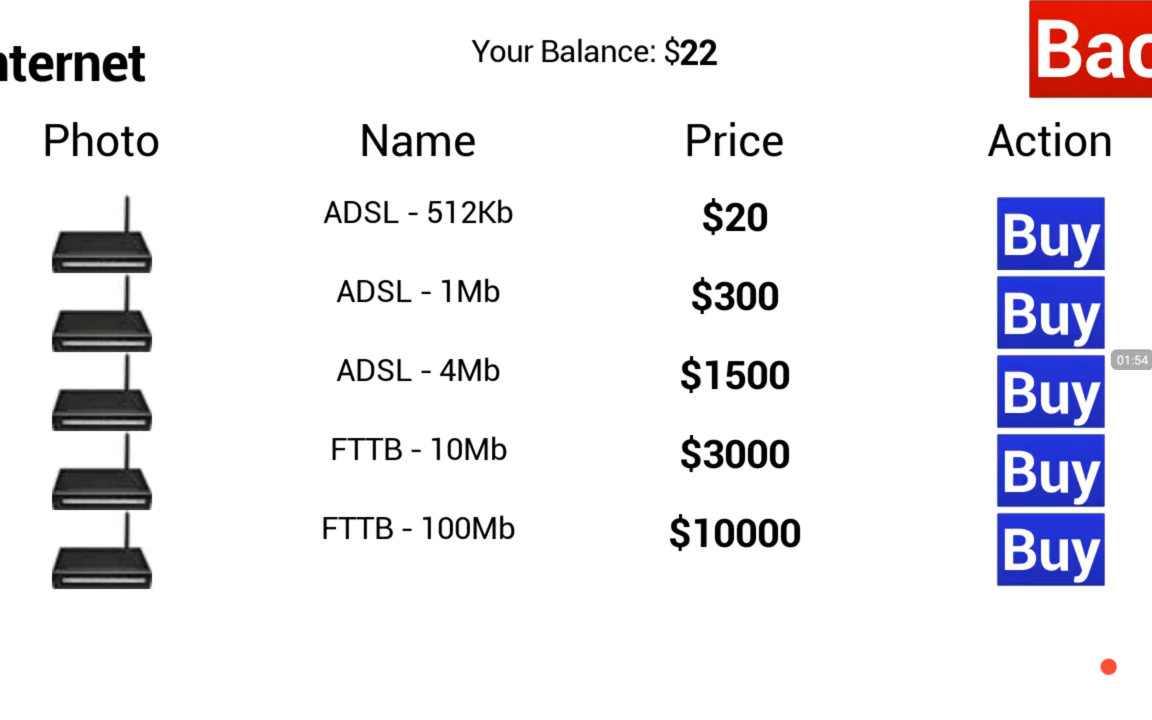 nternet
Your Balance: $22
Bac
Photo Name Price Action
ADSL - 512Kb $20 Buy
ADSL - 1Mb $300 Buy
ADSL - 4Mb $1500 Buy
01:54
FTTB - 10Mb $3000 Buy
FTTB - 100Mb $10000 Buy